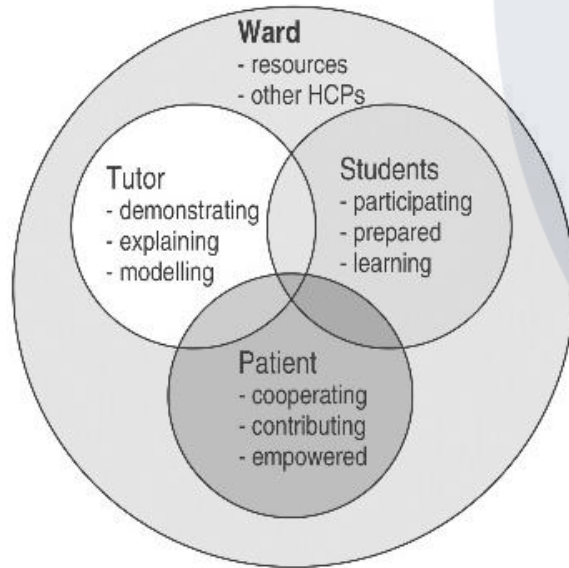 Ward
- resources
- other HCPs
Tutor
- demonstrating
- explaining
- modelling
Students
- participating
- prepared
- learning
Patient
- cooperating
- contributing
- empowered